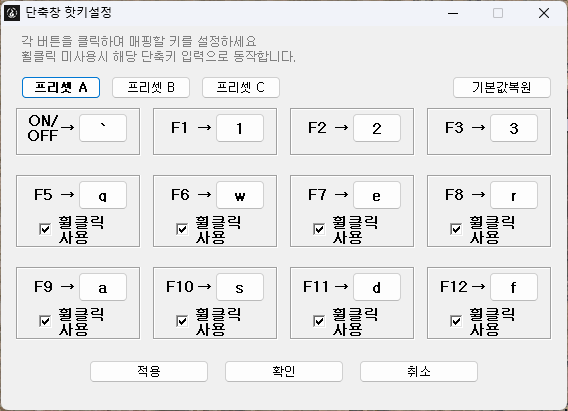 단축창 핫키설정
각 버튼을 클릭하여 매핑할 키를 설정하세요
휠클릭 미사용시 해당 단축키 입력으로 동작합니다.
프리셋 A 프리셋 B 프리셋 C 기본값복원
ON/
OFF → ` F1 → 1 F2 → 2 F3 → 3
F5 → q F6 → w F7 → e F8 → r
휠클릭 휠클릭 휠클릭 휠클릭
사용 사용 사용 사용
F9 → a F10 → s F11 → d F12 → f
휠클릭 휠클릭 휠클릭 휠클릭
사용 사용 사용 사용
적용 확인 취소